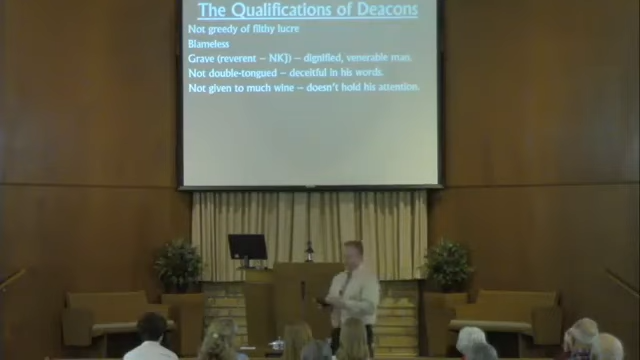 The Qualifications of Deacons
Not greedy of filthy lucre
Blameless
Grave (reverent – NKJ) – dignified, venerable man.
Not double-tongued – deceitful in his words.
Not given to much wine – doesn't hold his attention.